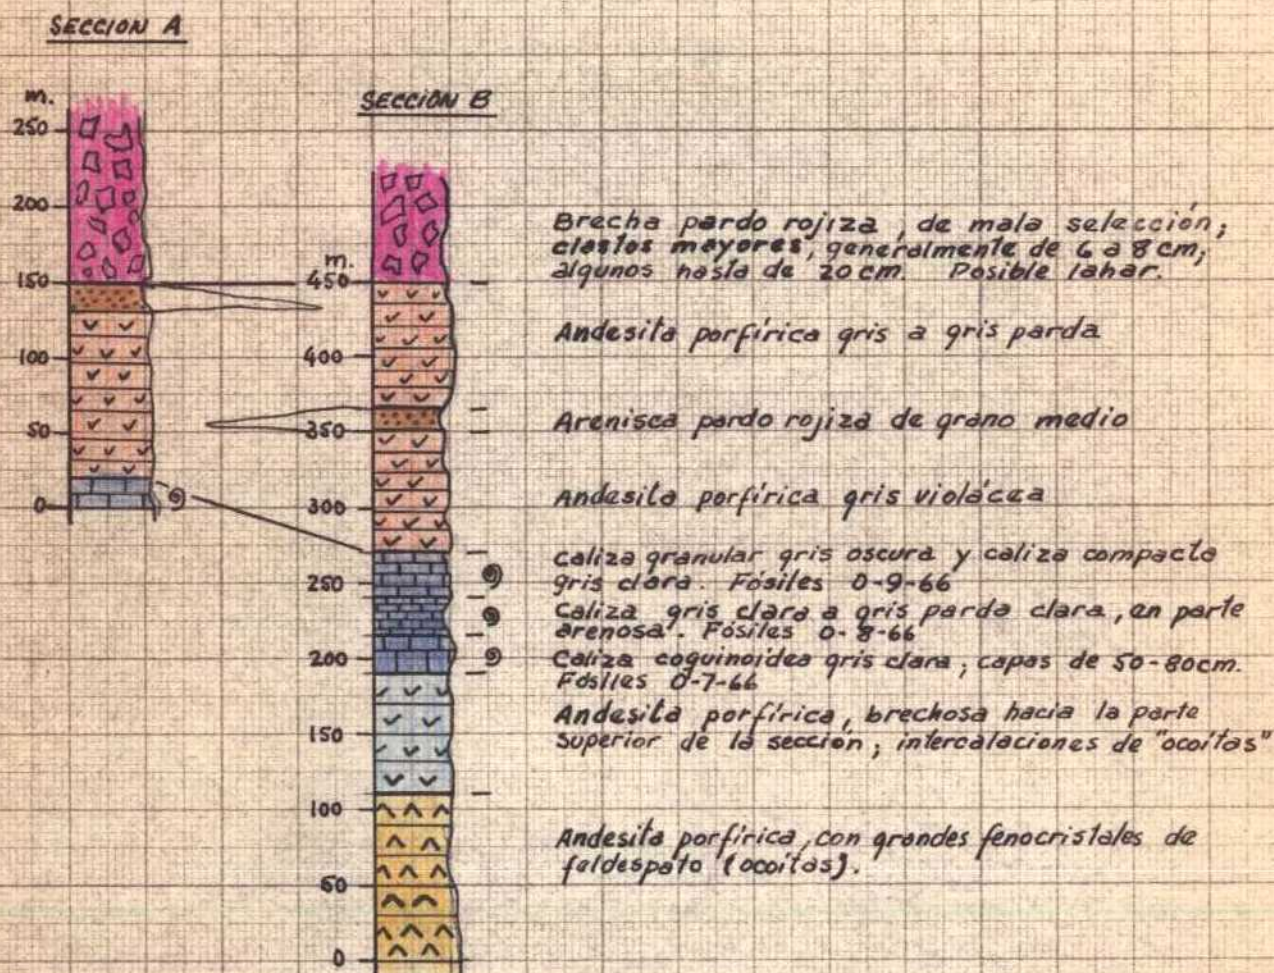 SECCION A
m.
250
200
150
100
50
0
SECCIÓN B
m.
450
400
350
300
250
200
150
100
50
0
Brecha pardo rojiza, de mala selección;
clastos mayores, generalmente de 6 a 8 cm,
algunos hasta de 20 cm. Posible lahar.
Andesita porfírica gris a gris parda
Arenisca pardo rojiza de grano medio
Andesita porfírica gris violácea
Caliza granular gris oscura y caliza compacta
gris clara. Fósiles 0-9-66
Caliza gris clara a gris parda clara, en parte
arenosa. Fósiles 0-8-66
Caliza coquinoidea gris clara; capas de 50-80cm.
Fósiles 0-7-66
Andesita porfírica, brechosa hacia la parte
superior de la sección; intercalaciones de "ocoítas"
Andesita porfírica, con grandes fenocristales de
feldespato (ocoítas).